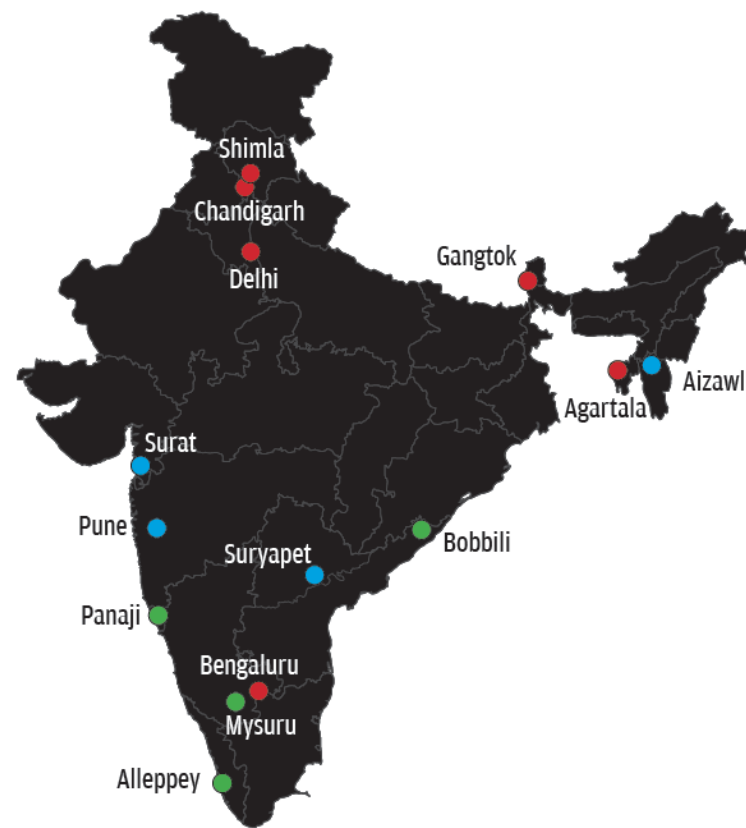 Shimla
Chandigarh
Delhi
Gangtok
Agartala
Aizawl
Surat
Pune
Suryapet
Bobbili
Panaji
Bengaluru
Mysuru
Alleppey